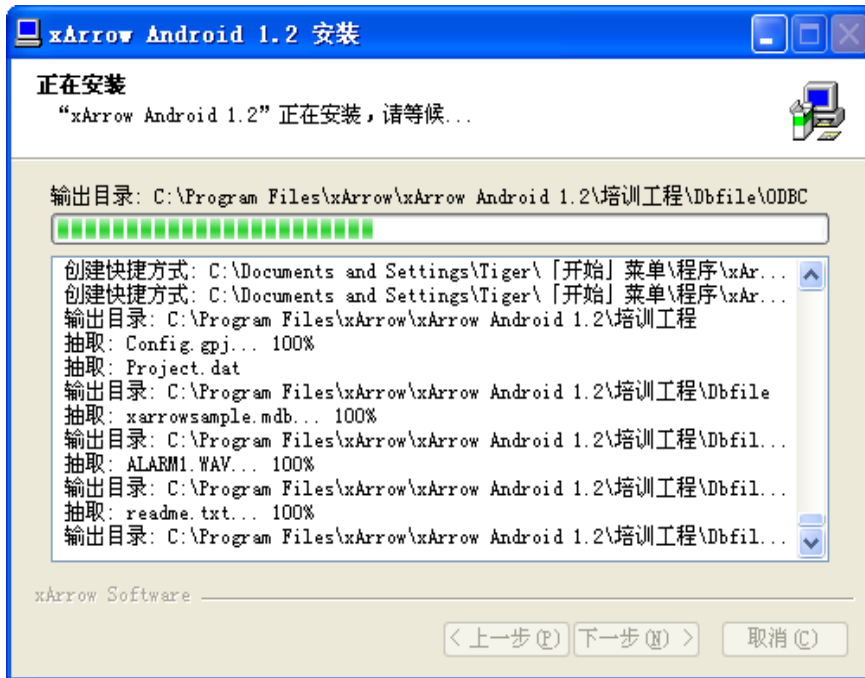 xArrow Android 1.2 安装
正在安装
“xArrow Android 1.2”正在安装，请等候...
输出目录: C:\Program Files\xArrow\xArrow Android 1.2\培训工程\Dbfile\ODBC
创建快捷方式: C:\Documents and Settings\Tiger\「开始」菜单\程序\xAr...
创建快捷方式: C:\Documents and Settings\Tiger\「开始」菜单\程序\xAr...
输出目录: C:\Program Files\xArrow\xArrow Android 1.2\培训工程
抽取: Config.gpj... 100%
抽取: Project.dat
输出目录: C:\Program Files\xArrow\xArrow Android 1.2\培训工程\Dbfile
抽取: xarrowsample.mdb... 100%
输出目录: C:\Program Files\xArrow\xArrow Android 1.2\培训工程\Dbfil...
抽取: ALARM1.WAV... 100%
输出目录: C:\Program Files\xArrow\xArrow Android 1.2\培训工程\Dbfil...
抽取: readme.txt... 100%
输出目录: C:\Program Files\xArrow\xArrow Android 1.2\培训工程\Dbfil...
xArrow Software
< 上一步(P) 下一步(N) > 取消(C)